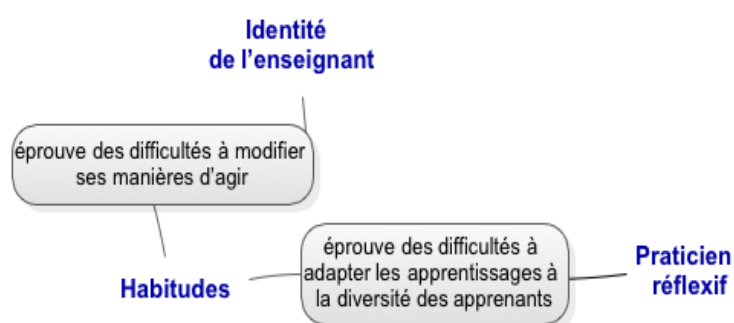 Identité
de l'enseignant
éprouve des difficultés à modifier
ses manières d'agir
éprouve des difficultés à
adapter les apprentissages à
la diversité des apprenants
Praticien
réflexif
Habitudes